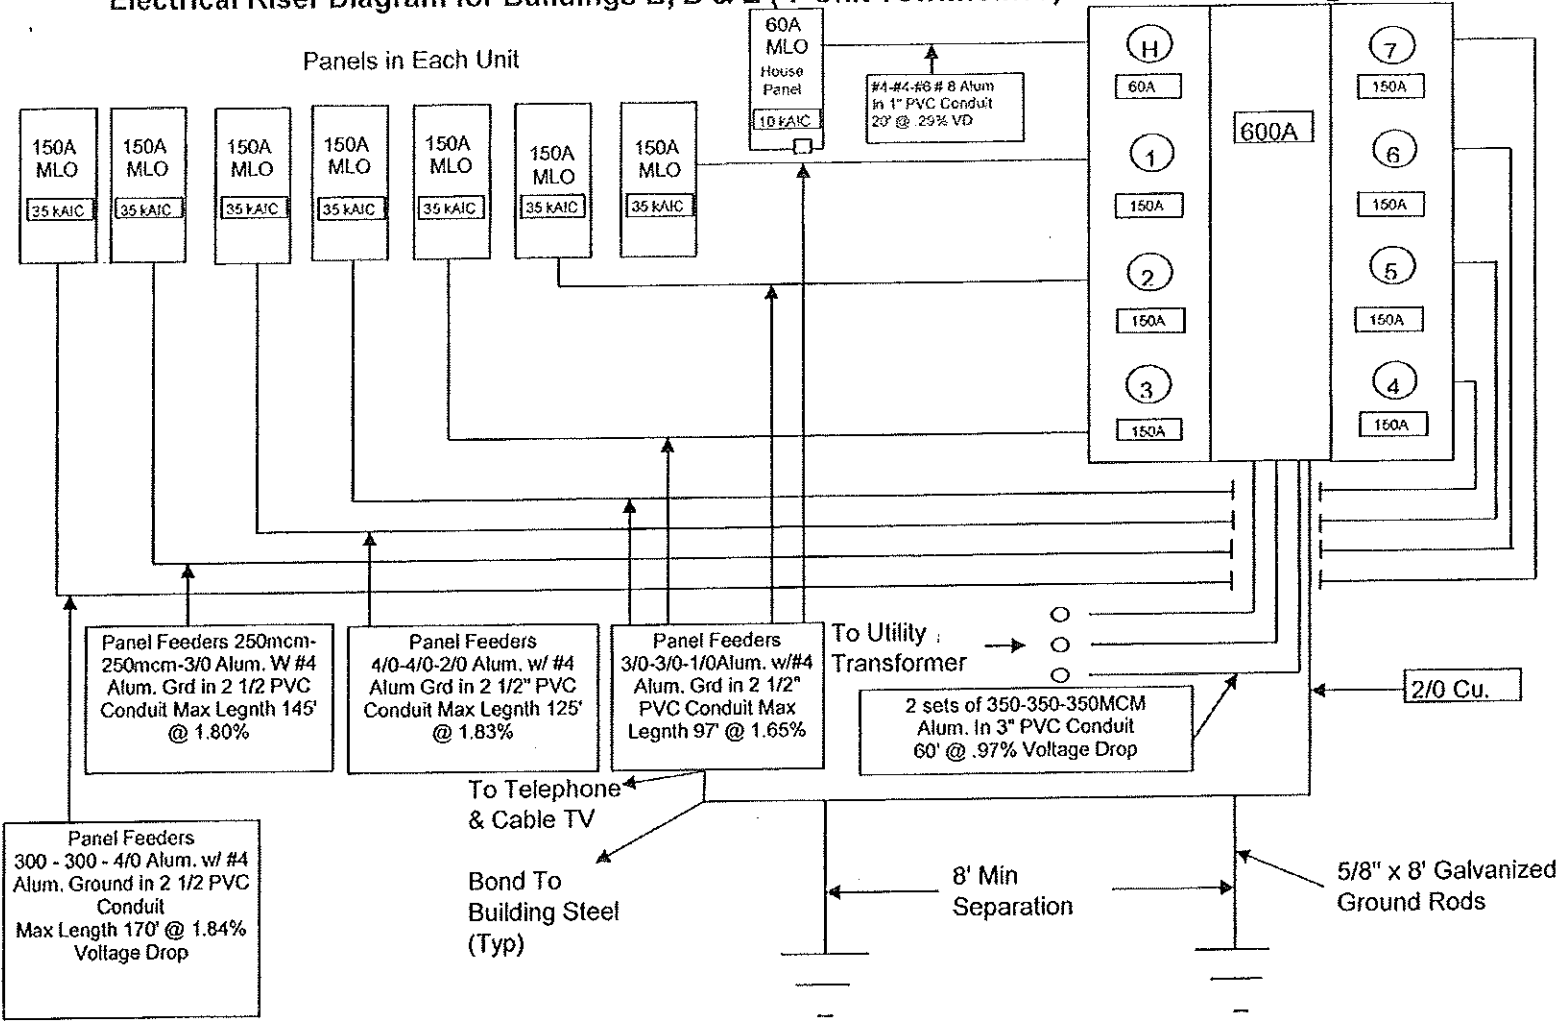 Electrical Riser Diagram for Buildings
Panels in Each Unit
60A
MLO
House
Panel
10 kAIC
#4-#4-#6 # 8 Alum
In 1" PVC Conduit
20' @ .29% VD
150A
MLO
35 kAIC
150A
MLO
35 kAIC
150A
MLO
35 kAIC
150A
MLO
35 kAIC
150A
MLO
35 kAIC
150A
MLO
35 kAIC
150A
MLO
35 kAIC
H
60A
1
150A
2
150A
3
150A
600A
7
150A
6
150A
5
150A
4
150A
Panel Feeders 250mcm-
250mcm-3/0 Alum. W #4
Alum. Grd in 2 1/2 PVC
Conduit Max Legnth 145'
@ 1.80%
Panel Feeders
4/0-4/0-2/0 Alum. w/ #4
Alum Grd in 2 1/2" PVC
Conduit Max Legnth 125'
@ 1.83%
Panel Feeders
3/0-3/0-1/0Alum. w/#4
Alum. Grd in 2 1/2"
PVC Conduit Max
Legnth 97' @ 1.65%
To Utility
Transformer
2 sets of 350-350-350MCM
Alum. In 3" PVC Conduit
60' @ .97% Voltage Drop
2/0 Cu.
To Telephone
& Cable TV
Bond To
Building Steel
(Typ)
8' Min
Separation
5/8" x 8' Galvanized
Ground Rods
Panel Feeders
300 - 300 - 4/0 Alum. w/ #4
Alum. Ground in 2 1/2 PVC
Conduit
Max Length 170' @ 1.84%
Voltage Drop